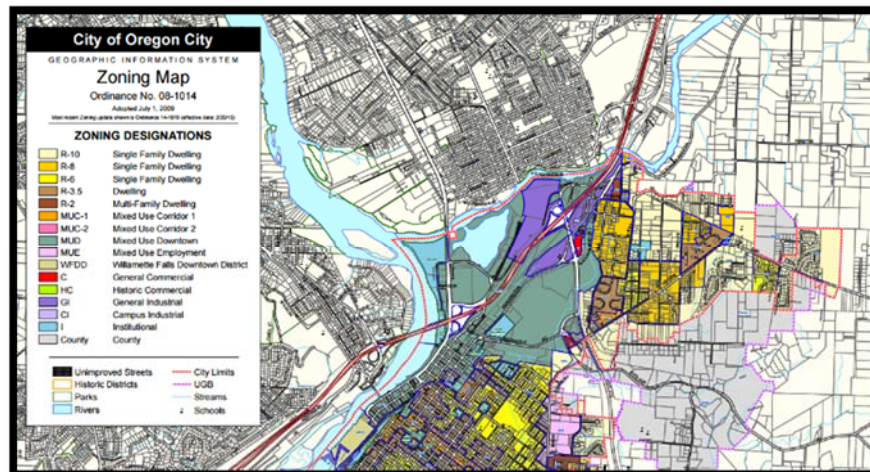 City of Oregon City
GEOGRAPHIC INFORMATION SYSTEM
Zoning Map
Ordinance No. 08-1014
Adopted July 1, 2009
ZONING DESIGNATIONS
R-10 Single Family Dwelling
R-8 Single Family Dwelling
R-6 Single Family Dwelling
R-3.5 Dwelling
R-2 Multi-Family Dwelling
MUC-1 Mixed Use Corridor 1
MUC-2 Mixed Use Corridor 2
MUD Mixed Use Downtown
MUE Mixed Use Employment
WFDD Willamette Falls Downtown District
C General Commercial
HC Historic Commercial
GI General Industrial
CI Campus Industrial
I Institutional
County County
Unimproved Streets
Historic Districts
Parks
Rivers
City Limits
UGB
Streams
Schools